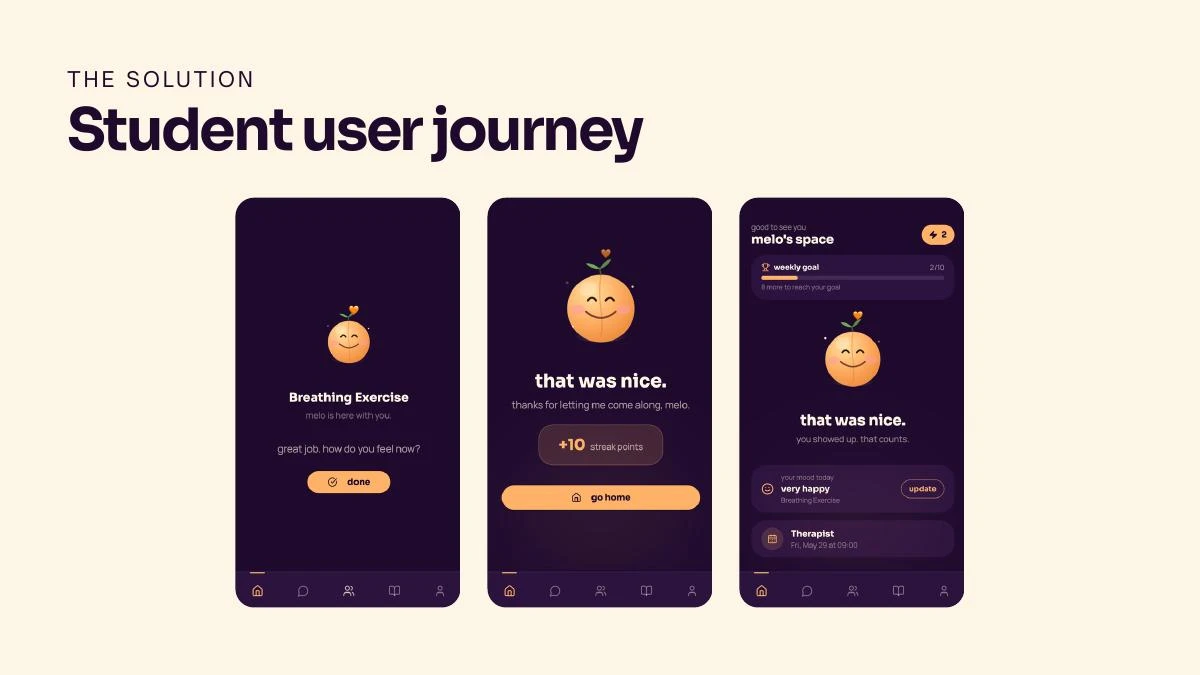 THE SOLUTION
Student user journey
Breathing Exercise
melo is here with you.
great job. how do you feel now?
done
that was nice.
thanks for letting me come along, melo.
+10 streak points
go home
good to see you
melo's space
2
weekly goal
2/10
8 more to reach your goal
that was nice.
you showed up. that counts.
your mood today
very happy
Breathing Exercise
update
Therapist
Fri, May 29 at 09:00